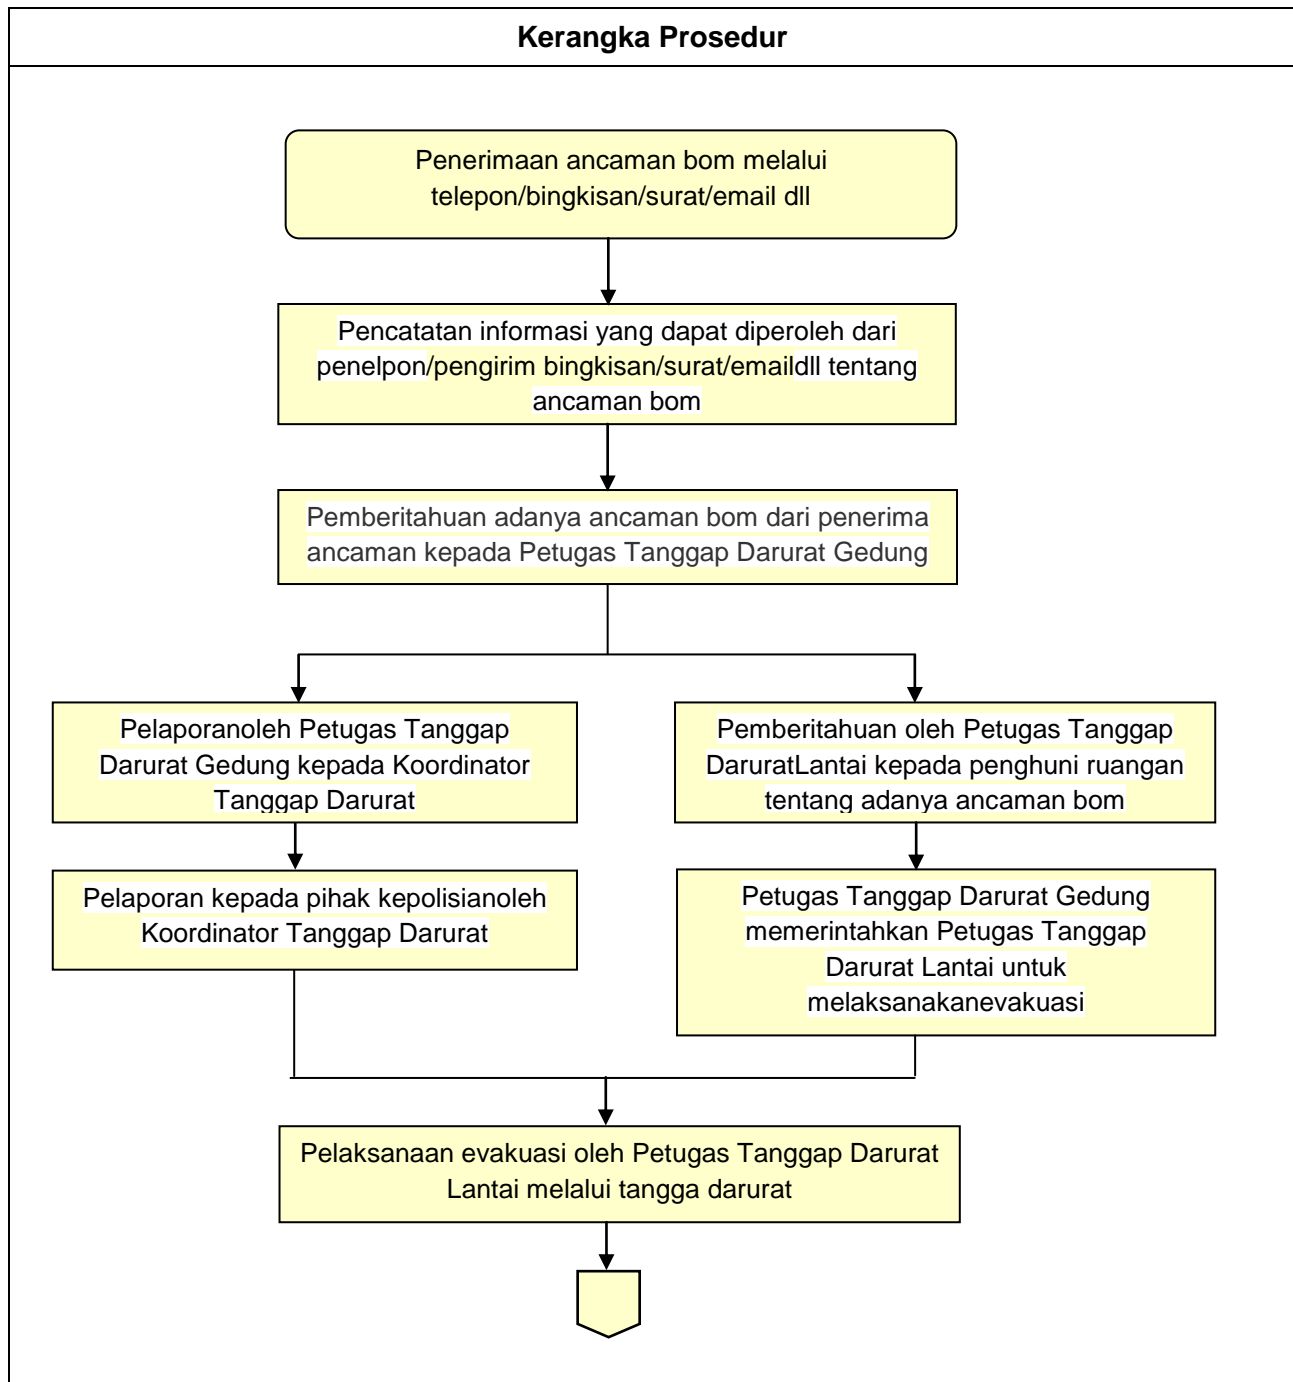 Kerangka Prosedur
Penerimaan ancaman bom melalui
telepon/bingkisan/surat/email dll
Pencatatan informasi yang dapat diperoleh dari
penelpon/pengirim bingkisan/surat/emaildll tentang
ancaman bom
Pemberitahuan adanya ancaman bom dari penerima
ancaman kepada Petugas Tanggap Darurat Gedung
Pelaporanoleh Petugas Tanggap
Darurat Gedung kepada Koordinator
Tanggap Darurat
Pemberitahuan oleh Petugas Tanggap
DaruratLantai kepada penghuni ruangan
tentang adanya ancaman bom
Pelaporan kepada pihak kepolisianoleh
Koordinator Tanggap Darurat
Petugas Tanggap Darurat Gedung
memerintahkan Petugas Tanggap
Darurat Lantai untuk
melaksanakanevakuasi
Pelaksanaan evakuasi oleh Petugas Tanggap Darurat
Lantai melalui tangga darurat